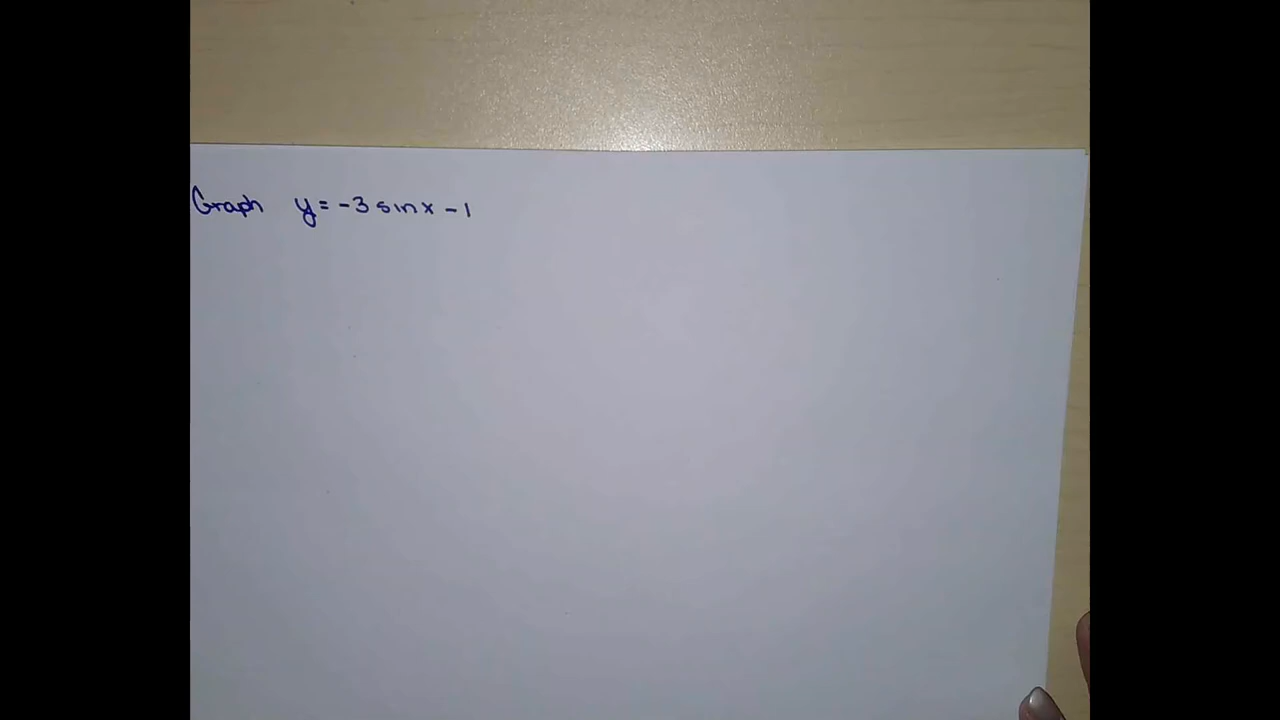 Graph y = -3 sin x - 1